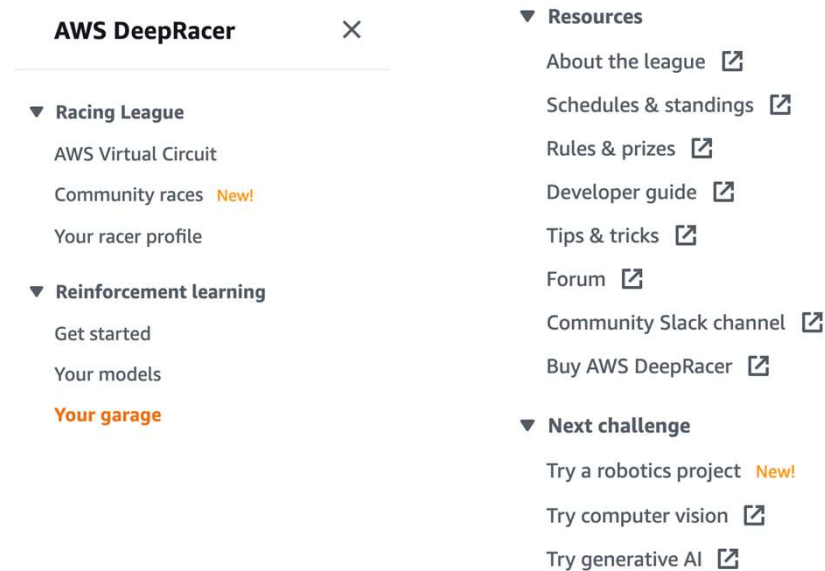 AWS DeepRacer
Racing League
AWS Virtual Circuit
Community races New!
Your racer profile
Reinforcement learning
Get started
Your models
Your garage
Resources
About the league
Schedules & standings
Rules & prizes
Developer guide
Tips & tricks
Forum
Community Slack channel
Buy AWS DeepRacer
Next challenge
Try a robotics project New!
Try computer vision
Try generative AI